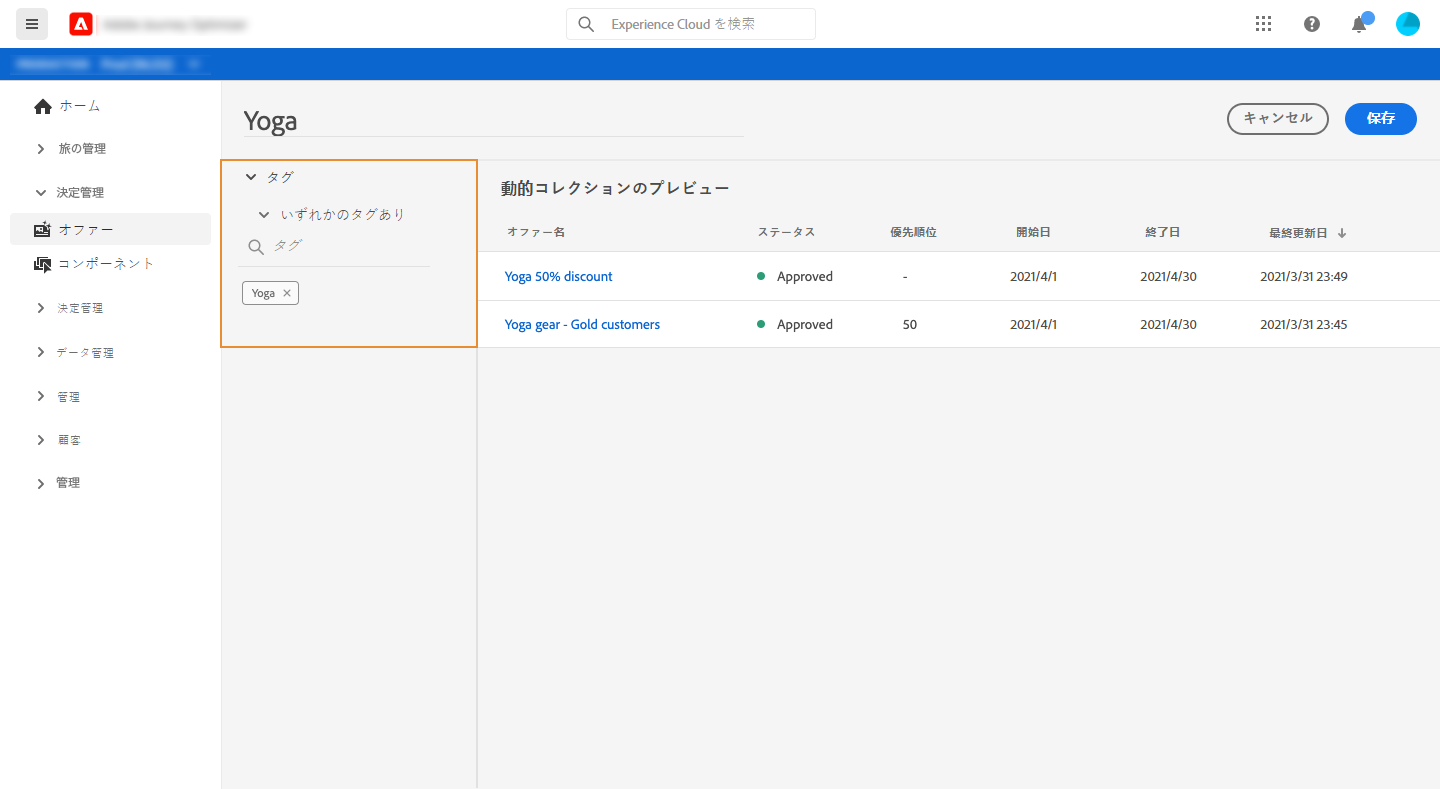 Experience Cloud を検索
ホーム
旅の管理
決定管理
オファー
コンポーネント
決定管理
データ管理
管理
顧客
管理
Yoga
キャンセル
保存
タグ
いずれかのタグあり
タグ
Yoga
動的コレクションのプレビュー
オファー名 ステータス 優先順位 開始日 終了日 最終更新日
Yoga 50% discount Approved - 2021/4/1 2021/4/30 2021/3/31 23:49
Yoga gear - Gold customers Approved 50 2021/4/1 2021/4/30 2021/3/31 23:45